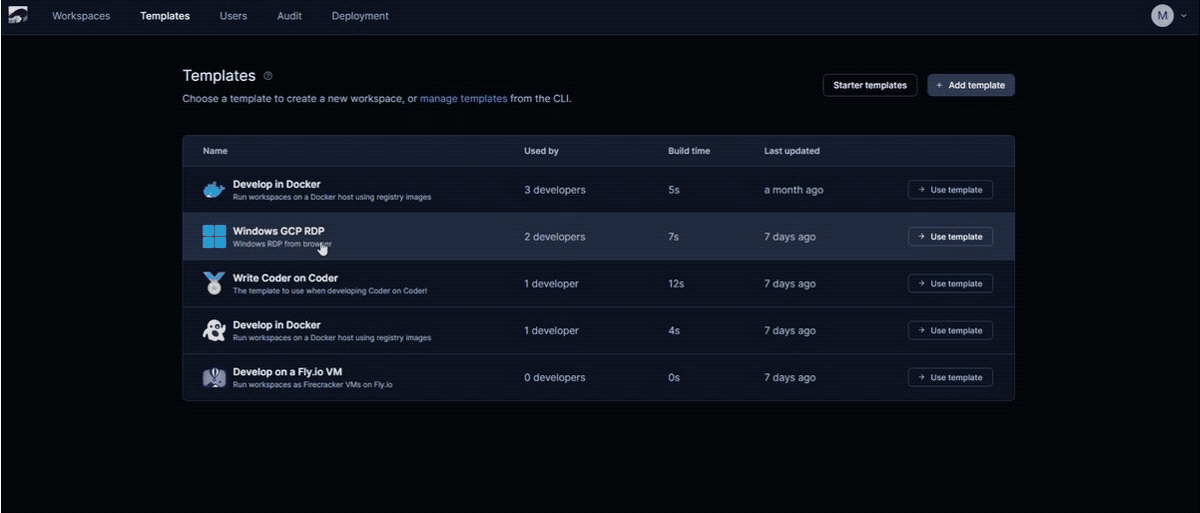 Workspaces Templates Users Audit Deployment M
Templates
Choose a template to create a new workspace, or manage templates from the CLI.
Starter templates
+ Add template
Name Used by Build time Last updated
Develop in Docker
Run workspaces on a Docker host using registry images
3 developers 5s a month ago → Use template
Windows GCP RDP
Windows RDP from browser
2 developers 7s 7 days ago → Use template
Write Coder on Coder
The template to use when developing Coder on Coder!
1 developer 12s 7 days ago → Use template
Develop in Docker
Run workspaces on a Docker host using registry images
1 developer 4s 7 days ago → Use template
Develop on a Fly.io VM
Run workspaces as Firecracker VMs on Fly.io
0 developers 0s 7 days ago → Use template